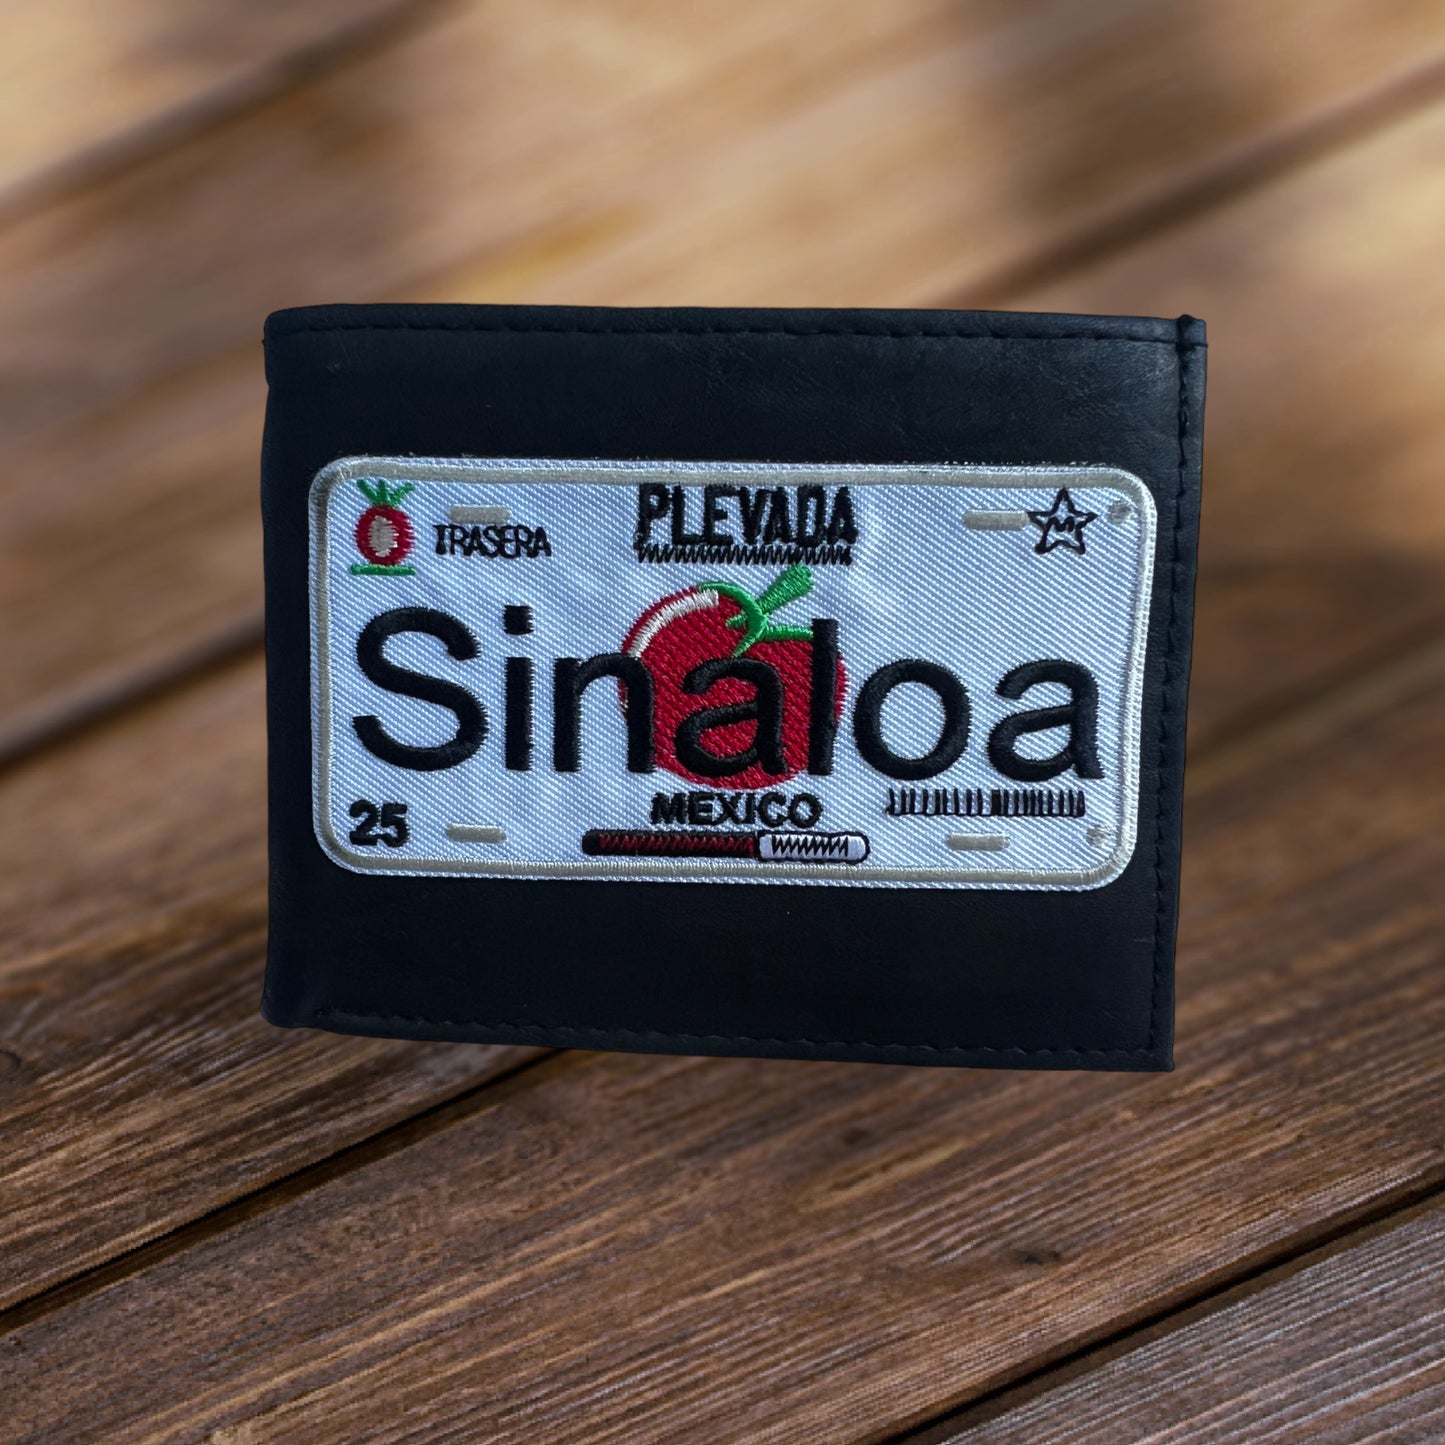 PLEVADA
TRASERA
M
Sinaloa
25
MEXICO